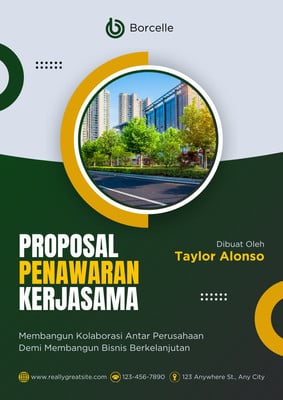 Borcelle
PROPOSAL
PENAWARAN
KERJASAMA
Dibuat Oleh
Taylor Alonso
Membangun Kolaborasi Antar Perusahaan
Demi Membangun Bisnis Berkelanjutan
www.reallygreatsite.com 123-456-7890 123 Anywhere St., Any City